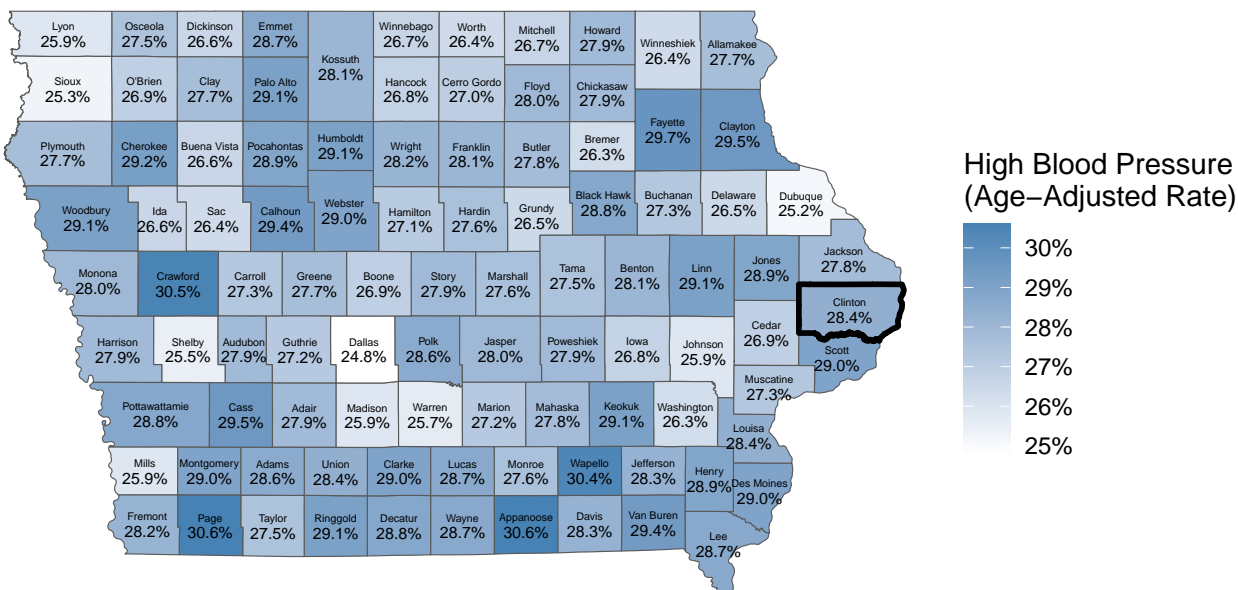 Lyon
25.9%
Osceola
27.5%
Dickinson
26.6%
Emmet
28.7%
Kossuth
28.1%
Winnebago
26.7%
Worth
26.4%
Mitchell
26.7%
Howard
27.9%
Winneshiek
26.4%
Allamakee
27.7%
Sioux
25.3%
O'Brien
26.9%
Clay
27.7%
Palo Alto
29.1%
Hancock
26.8%
Cerro Gordo
27.0%
Floyd
28.0%
Chickasaw
27.9%
Fayette
29.7%
Clayton
29.5%
Plymouth
27.7%
Cherokee
29.2%
Buena Vista
26.6%
Pocahontas
28.9%
Humboldt
29.1%
Wright
28.2%
Franklin
28.1%
Butler
27.8%
Bremer
26.3%
Woodbury
29.1%
Ida
26.6%
Sac
26.4%
Calhoun
29.4%
Webster
29.0%
Hamilton
27.1%
Hardin
27.6%
Grundy
26.5%
Black Hawk
28.8%
Buchanan
27.3%
Delaware
26.5%
Dubuque
25.2%
Monona
28.0%
Crawford
30.5%
Carroll
27.3%
Greene
27.7%
Boone
26.9%
Story
27.9%
Marshall
27.6%
Tama
27.5%
Benton
28.1%
Linn
29.1%
Jones
28.9%
Jackson
27.8%
Clinton
28.4%
Harrison
27.9%
Shelby
25.5%
Audubon
27.9%
Guthrie
27.2%
Dallas
24.8%
Polk
28.6%
Jasper
28.0%
Poweshiek
27.9%
Iowa
26.8%
Johnson
25.9%
Cedar
26.9%
Scott
29.0%
Muscatine
27.3%
Pottawattamie
28.8%
Cass
29.5%
Adair
27.9%
Madison
25.9%
Warren
25.7%
Marion
27.2%
Mahaska
27.8%
Keokuk
29.1%
Washington
26.3%
Louisa
28.4%
Mills
25.9%
Montgomery
29.0%
Adams
28.6%
Union
28.4%
Clarke
29.0%
Lucas
28.7%
Monroe
27.6%
Wapello
30.4%
Jefferson
28.3%
Henry
28.9%
Des Moines
29.0%
Fremont
28.2%
Page
30.6%
Taylor
27.5%
Ringgold
29.1%
Decatur
28.8%
Wayne
28.7%
Appanoose
30.6%
Davis
28.3%
Van Buren
29.4%
Lee
28.7%
High Blood Pressure
(Age−Adjusted Rate)
30%
29%
28%
27%
26%
25%